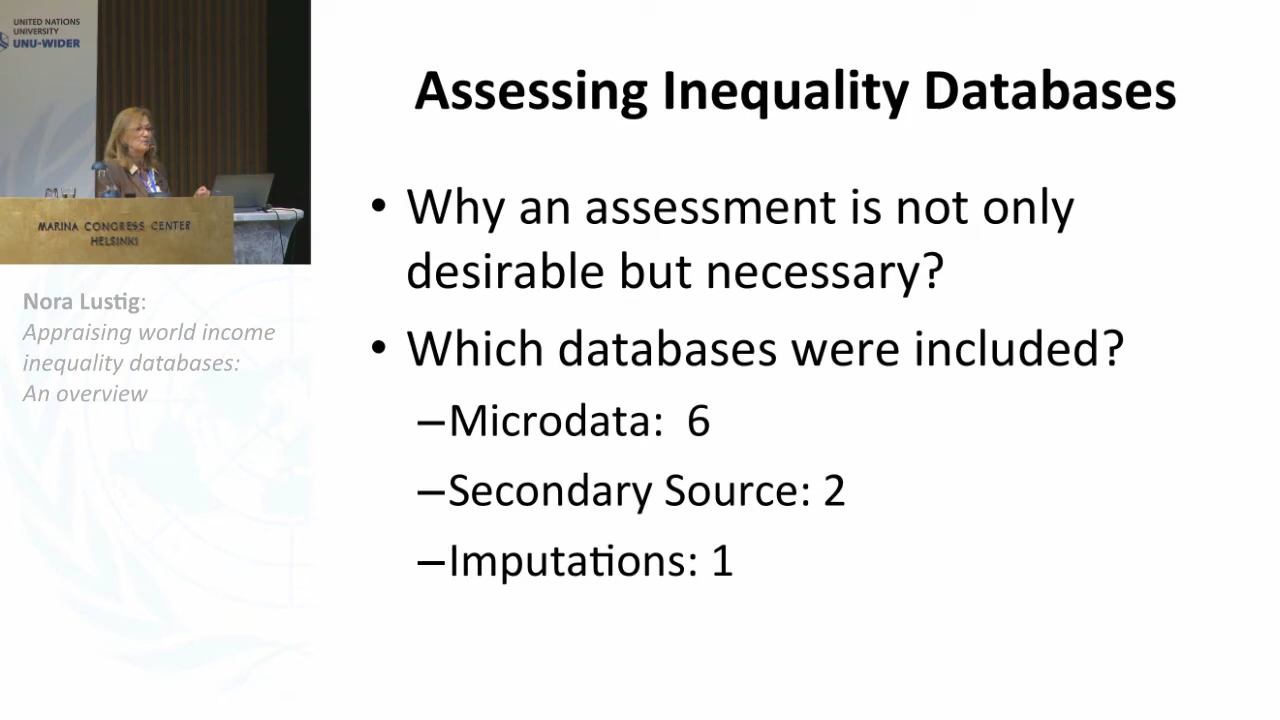 UNITED NATIONS
UNIVERSITY
UNU-WIDER
MARINA CONGRESS CENTER
HELSINKI
Nora Lustig:
Appraising world income
inequality databases:
An overview
Assessing Inequality Databases
• Why an assessment is not only
desirable but necessary?
• Which databases were included?
–Microdata: 6
–Secondary Source: 2
–Imputations: 1